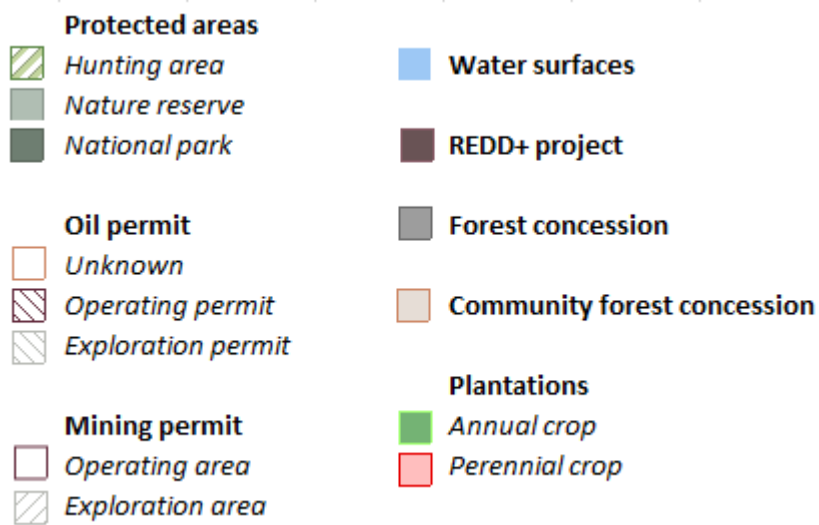 Protected areas
Hunting area
Nature reserve
National park
Oil permit
Unknown
Operating permit
Exploration permit
Mining permit
Operating area
Exploration area
Water surfaces
REDD+ project
Forest concession
Community forest concession
Plantations
Annual crop
Perennial crop